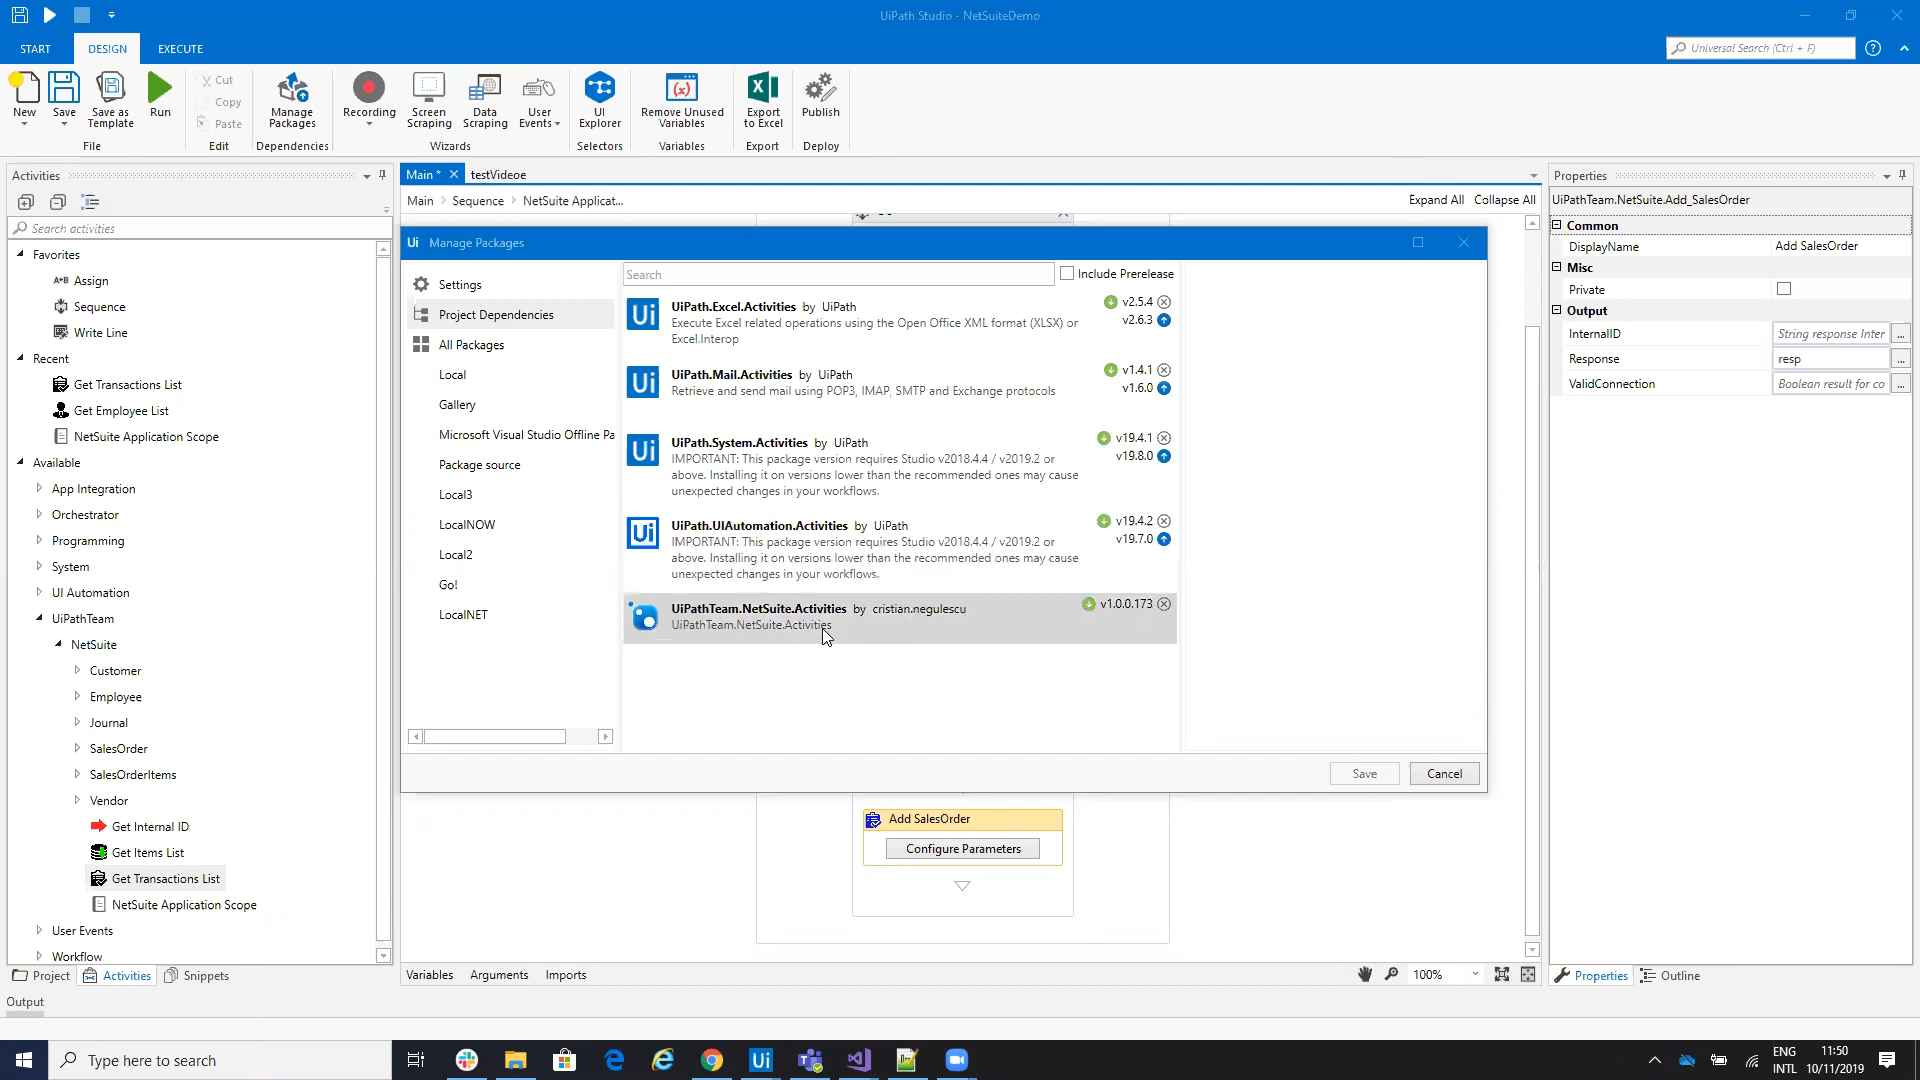 UiPath Studio - NetSuiteDemo
START DESIGN EXECUTE
Universal Search (Ctrl + F)
New Save Save as Template Run
Cut
Copy
Paste
Manage Packages
Recording
Screen Scraping
Data Scraping
User Events
UI Explorer
Remove Unused Variables
Export to Excel
Publish
File Edit Dependencies Wizards Selectors Variables Export Deploy
Activities
Search activities
Favorites
Assign
Sequence
Write Line
Recent
Get Transactions List
Get Employee List
NetSuite Application Scope
Available
App Integration
Orchestrator
Programming
System
UI Automation
UiPathTeam
NetSuite
Customer
Employee
Journal
SalesOrder
SalesOrderItems
Vendor
Get Internal ID
Get Items List
Get Transactions List
NetSuite Application Scope
User Events
Workflow
Project Activities Snippets
Output
Main * testVideoe
Main Sequence NetSuite Applicat...
Expand All Collapse All
Ui Manage Packages
Settings
Project Dependencies
All Packages
Local
Gallery
Microsoft Visual Studio Offline Pa
Package source
Local3
LocalNOW
Local2
Go!
LocalNET
Search
Include Prerelease
Ui UiPath.Excel.Activities by UiPath v2.5.4
Execute Excel related operations using the Open Office XML format (XLSX) or v2.6.3
Excel.Interop
Ui UiPath.Mail.Activities by UiPath v1.4.1
Retrieve and send mail using POP3, IMAP, SMTP and Exchange protocols v1.6.0
Ui UiPath.System.Activities by UiPath v19.4.1
IMPORTANT: This package version requires Studio v2018.4.4 / v2019.2 or v19.8.0
above. Installing it on versions lower than the recommended ones may cause
unexpected changes in your workflows.
Ui UiPath.UIAutomation.Activities by UiPath v19.4.2
IMPORTANT: This package version requires Studio v2018.4.4 / v2019.2 or v19.7.0
above. Installing it on versions lower than the recommended ones may cause
unexpected changes in your workflows.
UiPathTeam.NetSuite.Activities by cristian.negulescu v1.0.0.173
UiPathTeam.NetSuite.Activities
Save Cancel
Add SalesOrder
Configure Parameters
Variables Arguments Imports
100%
Properties
UiPathTeam.NetSuite.Add_SalesOrder
Common
DisplayName Add SalesOrder
Misc
Private
Output
InternalID String response Inter ...
Response resp ...
ValidConnection Boolean result for co ...
Properties Outline
Type here to search
Ui
ENG 11:50
INTL 10/11/2019